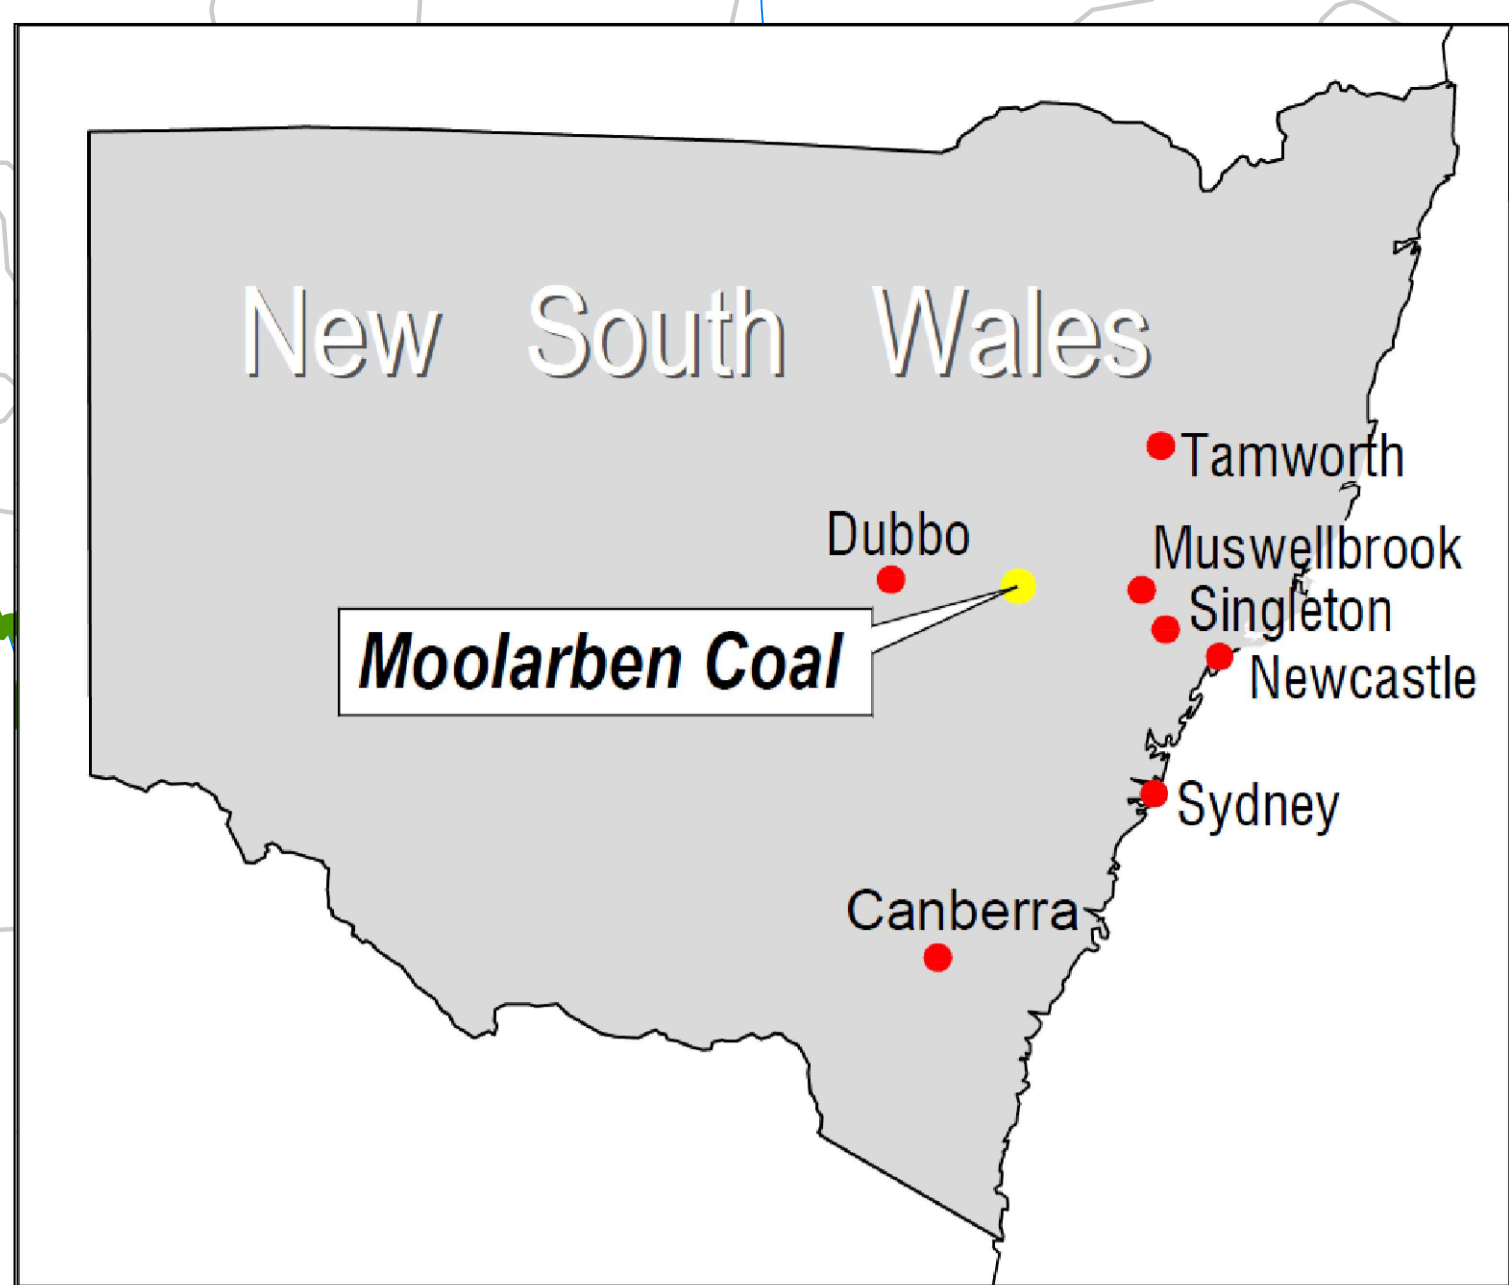 New South Wales
Tamworth
Dubbo
Muswellbrook
Singleton
Moolarben Coal
Newcastle
Sydney
Canberra